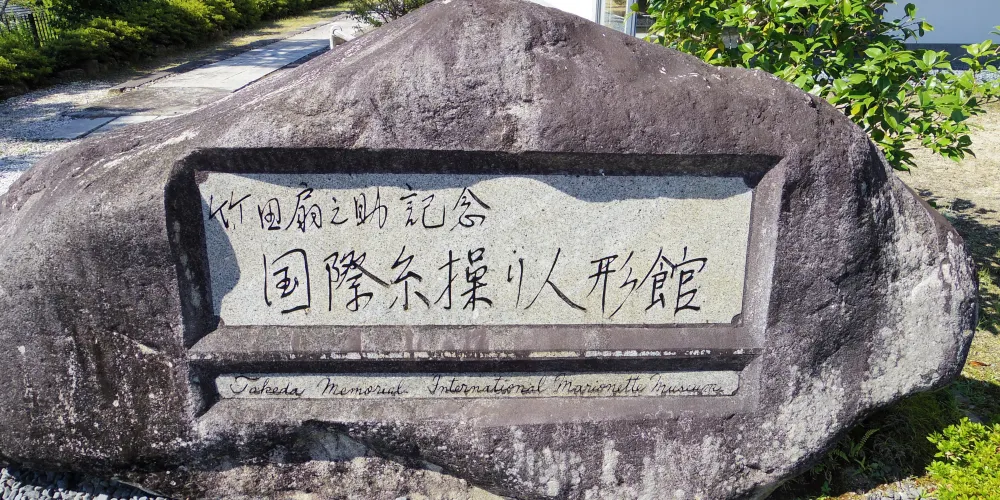 竹田扇之助記念
国際糸操り人形館
Takeda Memorial International Marionette Museum